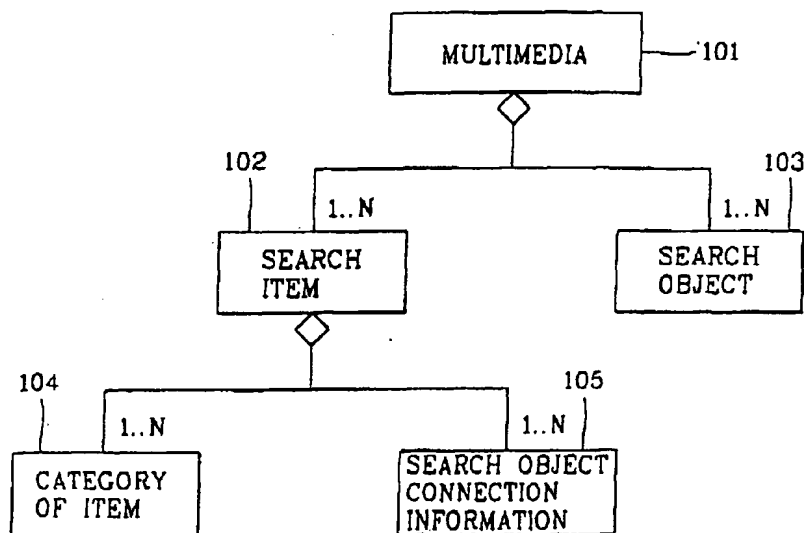 MULTIMEDIA
101
102
103
1..N
1..N
SEARCH
ITEM
SEARCH
OBJECT
104
105
1..N
1..N
CATEGORY
OF ITEM
SEARCH OBJECT
CONNECTION
INFORMATION